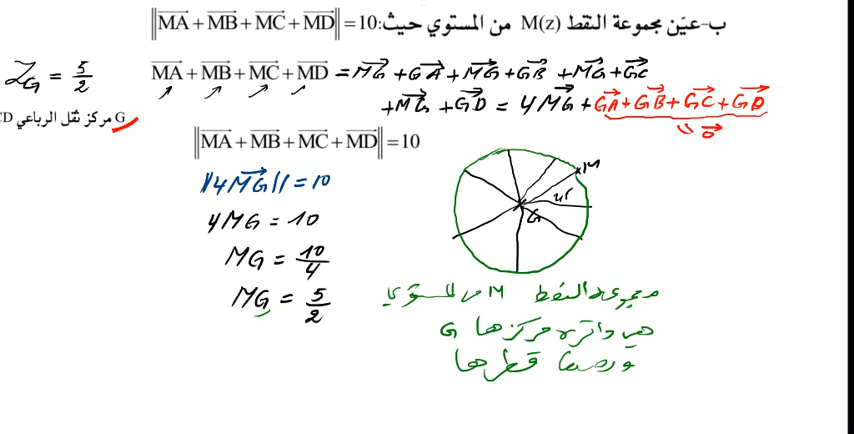 ب-عيّن مجموعة النقط M(z) من المستوي حيث: ||MA+MB+MC+MD||=10
Z_G = 5/2
MA+MB+MC+MD = MG+GA+MG+GB+MG+GC
G مركز ثقل الرباعي CD
+MG+GD = 4MG+GA+GB+GC+GD
= 0
||MA+MB+MC+MD||=10
||4MG|| = 10
4MG = 10
MG = 10/4
MG = 5/2
M
G
مجموعة النقط M من المستوي
هي دائرة مركزها G
ونصف قطرها